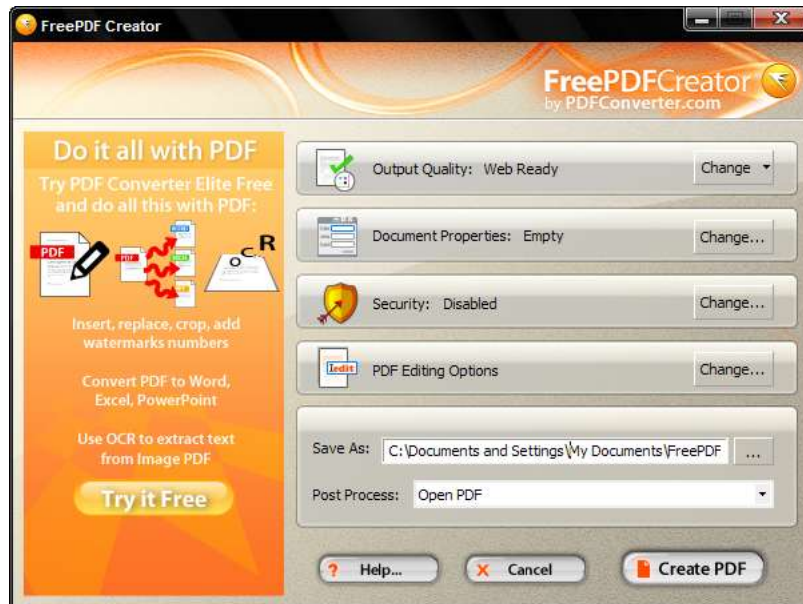 FreePDF Creator
FreePDFCreator
by PDFConverter.com
Do it all with PDF
Try PDF Converter Elite Free
and do all this with PDF:
PDF
PDF
OCR
Insert, replace, crop, add
watermarks numbers
Convert PDF to Word,
Excel, PowerPoint
Use OCR to extract text
from Image PDF
Try it Free
Output Quality: Web Ready
Change
Document Properties: Empty
Change...
Security: Disabled
Change...
Iedit
PDF Editing Options
Change...
Save As: C:\Documents and Settings\My Documents\FreePDF ...
Post Process: Open PDF
? Help...
X Cancel
Create PDF